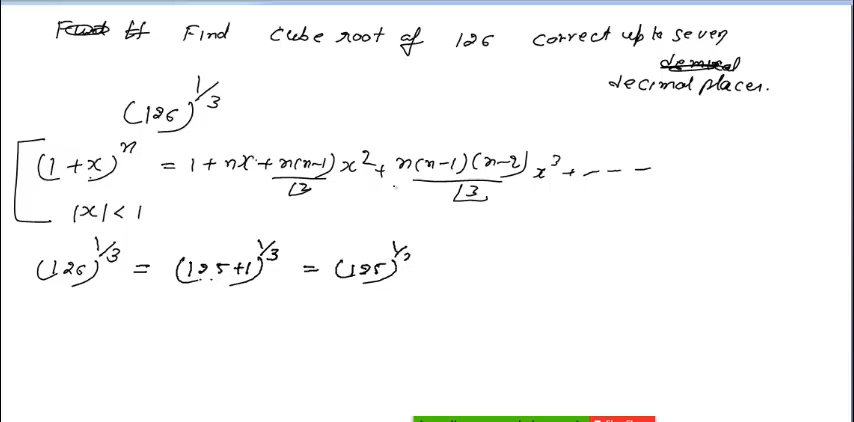 Find cube root of 126 correct up to seven
decimal places.
(126)^{1/3}
(1+x)^n = 1 + nx + n(n-1)/⌊2 x^2 + n(n-1)(n-2)/⌊3 x^3 + - - -
|x| < 1
(126)^{1/3} = (125+1)^{1/3} = (125)^{1/